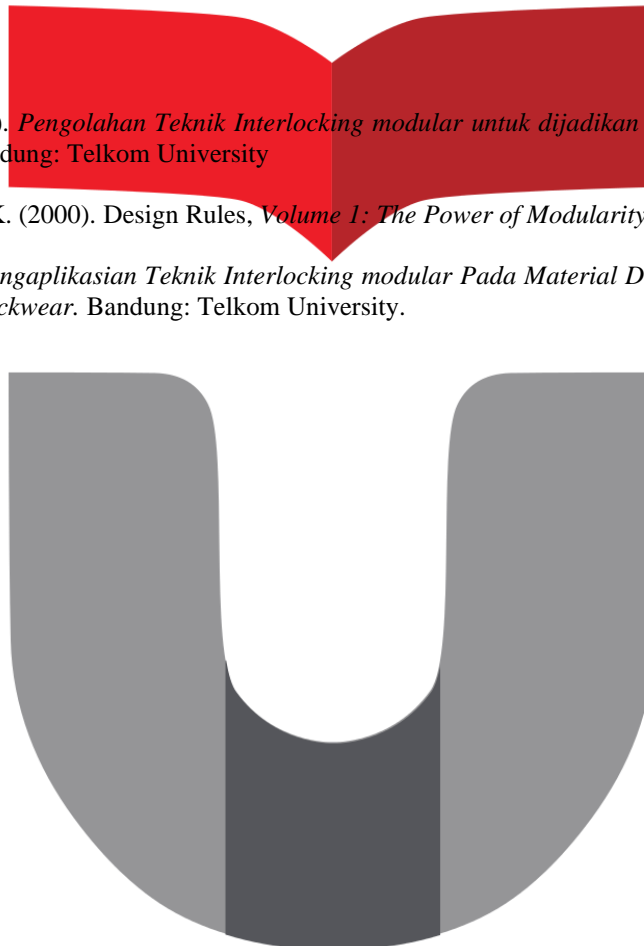 ). Pengolahan Teknik Interlocking modular untuk dijadikan
dung: Telkom University
K. (2000). Design Rules, Volume 1: The Power of Modularity
ngaplikasian Teknik Interlocking modular Pada Material D
ckwear. Bandung: Telkom University.